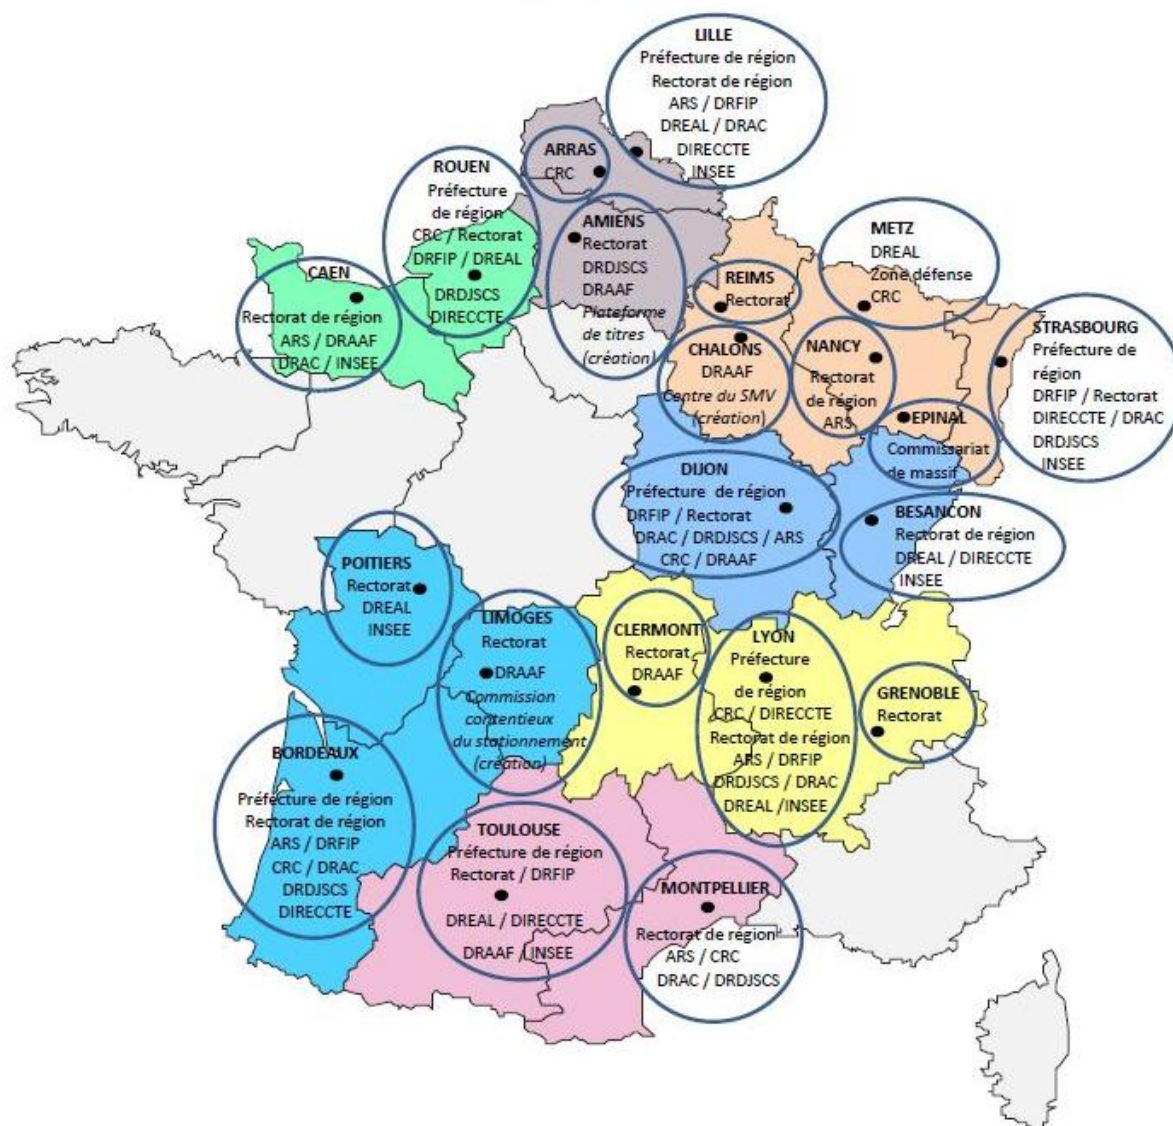 LILLE
Préfecture de région
Rectorat de région
ARS / DRFIP
DREAL / DRAC
DIRECCTE
INSEE
ARRAS
CRC
ROUEN
Préfecture
de région
CRC / Rectorat
DRFIP / DREAL
DRDJSCS
DIRECCTE
AMIENS
Rectorat
DRDJSCS
DRAAF
Plateforme
de titres
(création)
CAEN
Rectorat de région
ARS / DRAAF
DRAC / INSEE
REIMS
Rectorat
METZ
DREAL
Zone défense
CRC
CHALONS
DRAAF
Centre du SMV
(création)
NANCY
Rectorat
de région
ARS
STRASBOURG
Préfecture de
région
DRFIP / Rectorat
DIRECCTE / DRAC
DRDJSCS
INSEE
EPINAL
Commissariat
de massif
DIJON
Préfecture de région
DRFIP / Rectorat
DRAC / DRDJSCS / ARS
CRC / DRAAF
BESANCON
Rectorat de région
DREAL / DIRECCTE
INSEE
POITIERS
Rectorat
DREAL
INSEE
LIMOGES
Rectorat
DRAAF
Commission
contentieux
du stationnement
(création)
CLERMONT
Rectorat
DRAAF
LYON
Préfecture
de région
CRC / DIRECCTE
Rectorat de région
ARS / DRFIP
DRDJSCS / DRAC
DREAL /INSEE
GRENOBLE
Rectorat
BORDEAUX
Préfecture de région
Rectorat de région
ARS / DRFIP
CRC / DRAC
DRDJSCS
DIRECCTE
TOULOUSE
Préfecture de région
Rectorat / DRFIP
DREAL / DIRECCTE
DRAAF / INSEE
MONTPELLIER
Rectorat de région
ARS / CRC
DRAC / DRDJSCS